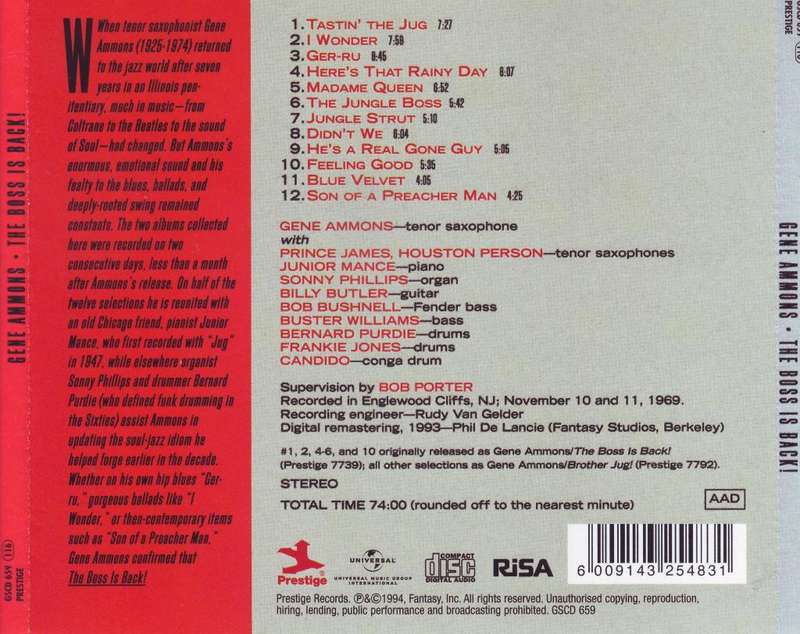 GENE AMMONS • THE BOSS IS BACK!
GSCD 659 (116)
PRESTIGE
When tenor saxophonist Gene
Ammons (1925-1974) returned
to the jazz world after seven
years in an Illinois pen-
itentiary, much in music—from
Coltrane to the Beatles to the sound
of Soul—had changed. But Ammons's
enormous, emotional sound and his
fealty to the blues, ballads, and
deeply-rooted swing remained
constants. The two albums collected
here were recorded on two
consecutive days, less than a month
after Ammons's release. On half of the
twelve selections he is reunited with
an old Chicago friend, pianist Junior
Mance, who first recorded with "Jug"
in 1947, while elsewhere organist
Sonny Phillips and drummer Bernard
Purdie (who defined funk drumming in
the Sixties) assist Ammons in
updating the soul-jazz idiom he
helped forge earlier in the decade.
Whether on his own hip blues "Ger-
ru," gorgeous ballads like "I
Wonder," or then-contemporary items
such as "Son of a Preacher Man,"
Gene Ammons confirmed that
The Boss Is Back!
1. TASTIN' THE JUG 7:27
2. I WONDER 7:58
3. GER-RU 8:45
4. HERE'S THAT RAINY DAY 6:07
5. MADAME QUEEN 6:52
6. THE JUNGLE BOSS 5:42
7. JUNGLE STRUT 5:10
8. DIDN'T WE 6:04
9. HE'S A REAL GONE GUY 5:05
10. FEELING GOOD 5:35
11. BLUE VELVET 4:05
12. SON OF A PREACHER MAN 4:25
GENE AMMONS—tenor saxophone
with
PRINCE JAMES, HOUSTON PERSON—tenor saxophones
JUNIOR MANCE—piano
SONNY PHILLIPS—organ
BILLY BUTLER—guitar
BOB BUSHNELL—Fender bass
BUSTER WILLIAMS—bass
BERNARD PURDIE—drums
FRANKIE JONES—drums
CANDIDO—conga drum
Supervision by BOB PORTER
Recorded in Englewood Cliffs, NJ; November 10 and 11, 1969.
Recording engineer—Rudy Van Gelder
Digital remastering, 1993—Phil De Lancie (Fantasy Studios, Berkeley)
#1, 2, 4-6, and 10 originally released as Gene Ammons/The Boss Is Back!
(Prestige 7739); all other selections as Gene Ammons/Brother Jug! (Prestige 7792).
STEREO
TOTAL TIME 74:00 (rounded off to the nearest minute)
AAD
Prestige
UNIVERSAL
UNIVERSAL MUSIC GROUP
INTERNATIONAL
COMPACT
disc
DIGITAL AUDIO
RiSA
6 009143 254831
Prestige Records. ℗&©1994, Fantasy, Inc. All rights reserved. Unauthorised copying, reproduction,
hiring, lending, public performance and broadcasting prohibited. GSCD 659
PRESTIGE
GENE AMMONS • THE BOSS IS BACK!